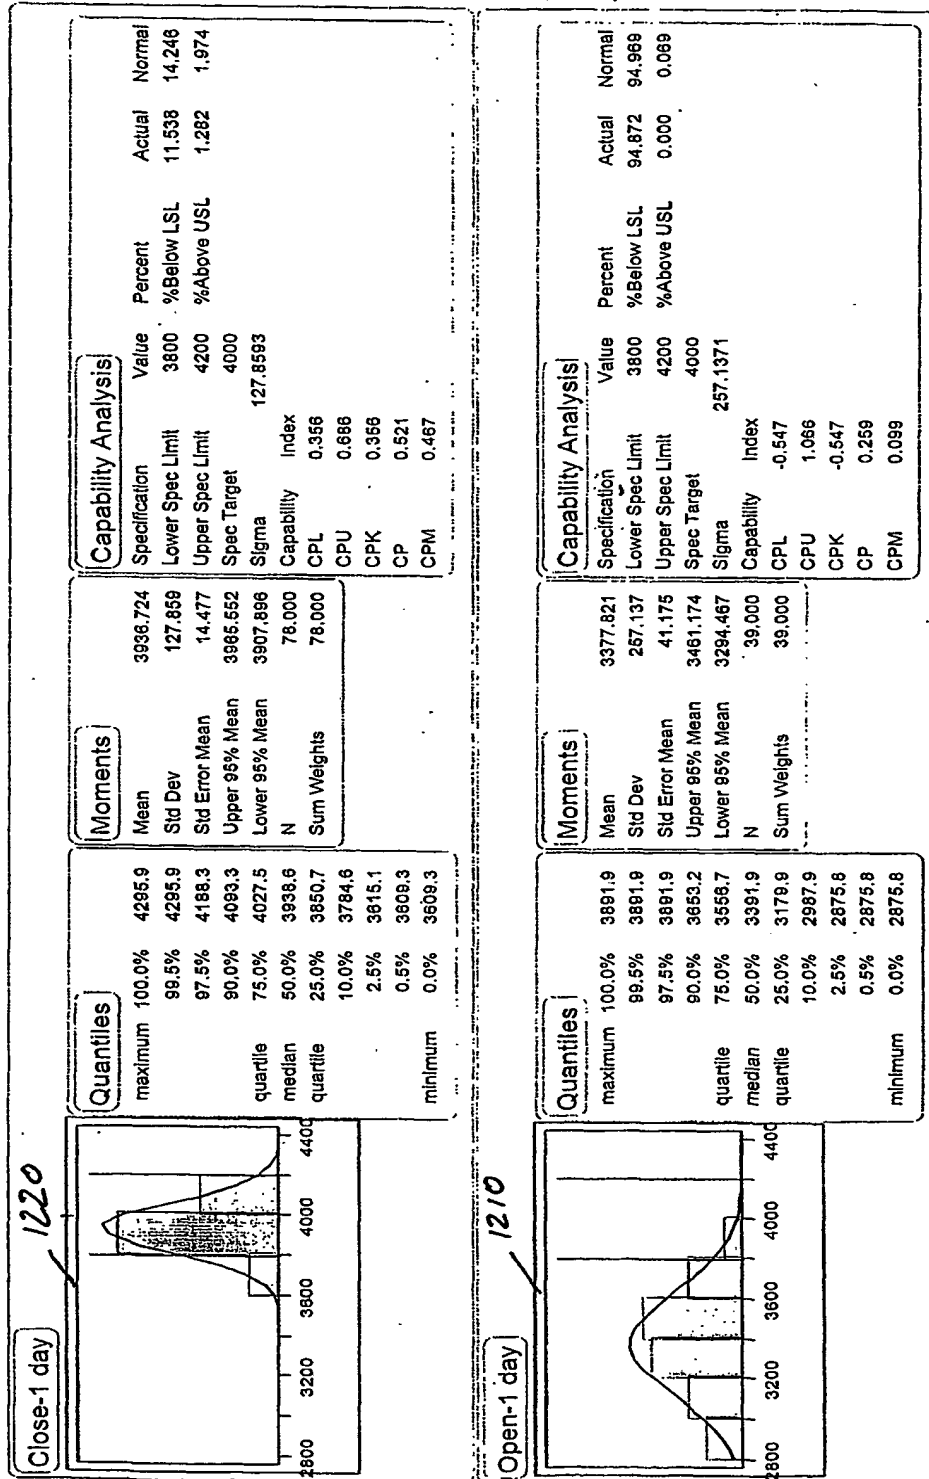 Close-1 day
1220
2800 3200 3600 4000 4400
Quantiles
maximum 100.0% 4295.9
99.5% 4295.9
97.5% 4188.3
90.0% 4093.3
quartile 75.0% 4027.5
median 50.0% 3938.6
quartile 25.0% 3850.7
10.0% 3784.6
2.5% 3615.1
0.5% 3609.3
minimum 0.0% 3609.3
Moments
Mean 3936.724
Std Dev 127.859
Std Error Mean 14.477
Upper 95% Mean 3965.552
Lower 95% Mean 3907.896
N 78.000
Sum Weights 78.000
Capability Analysis
Specification Value Percent Actual Normal
Lower Spec Limit 3800 %Below LSL 11.538 14.246
Upper Spec Limit 4200 %Above USL 1.282 1.974
Spec Target 4000
Sigma 127.8593
Capability Index
CPL 0.356
CPU 0.686
CPK 0.356
CP 0.521
CPM 0.467
Open-1 day
1210
2800 3200 3600 4000 4400
Quantiles
maximum 100.0% 3891.9
99.5% 3891.9
97.5% 3891.9
90.0% 3653.2
quartile 75.0% 3558.7
median 50.0% 3391.9
quartile 25.0% 3179.9
10.0% 2987.9
2.5% 2875.8
0.5% 2875.8
minimum 0.0% 2875.8
Moments
Mean 3377.821
Std Dev 257.137
Std Error Mean 41.175
Upper 95% Mean 3461.174
Lower 95% Mean 3294.467
N 39.000
Sum Weights 39.000
Capability Analysis
Specification Value Percent Actual Normal
Lower Spec Limit 3800 %Below LSL 94.872 94.969
Upper Spec Limit 4200 %Above USL 0.000 0.069
Spec Target 4000
Sigma 257.1371
Capability Index
CPL -0.547
CPU 1.066
CPK -0.547
CP 0.259
CPM 0.099